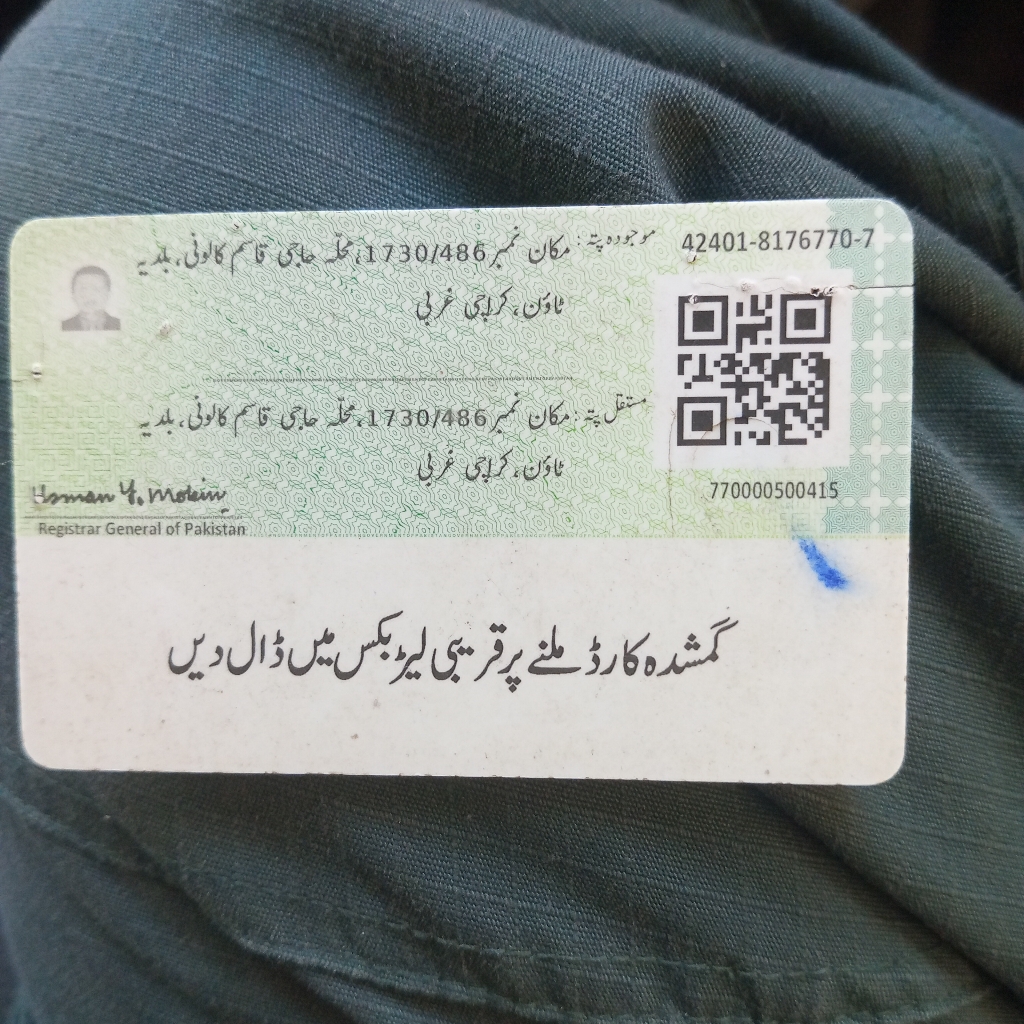 42401-8176770-7
موجودہ پتہ: مکان نمبر 1730/486، محلہ حاجی قاسم کالونی، بلدیہ
ٹاؤن، کراچی غربی
مستقل پتہ: مکان نمبر 1730/486، محلہ حاجی قاسم کالونی، بلدیہ
ٹاؤن، کراچی غربی
770000500415
Usman Y. Mobin
Registrar General of Pakistan
گمشدہ کارڈ ملنے پر قریبی لیٹر بکس میں ڈال دیں